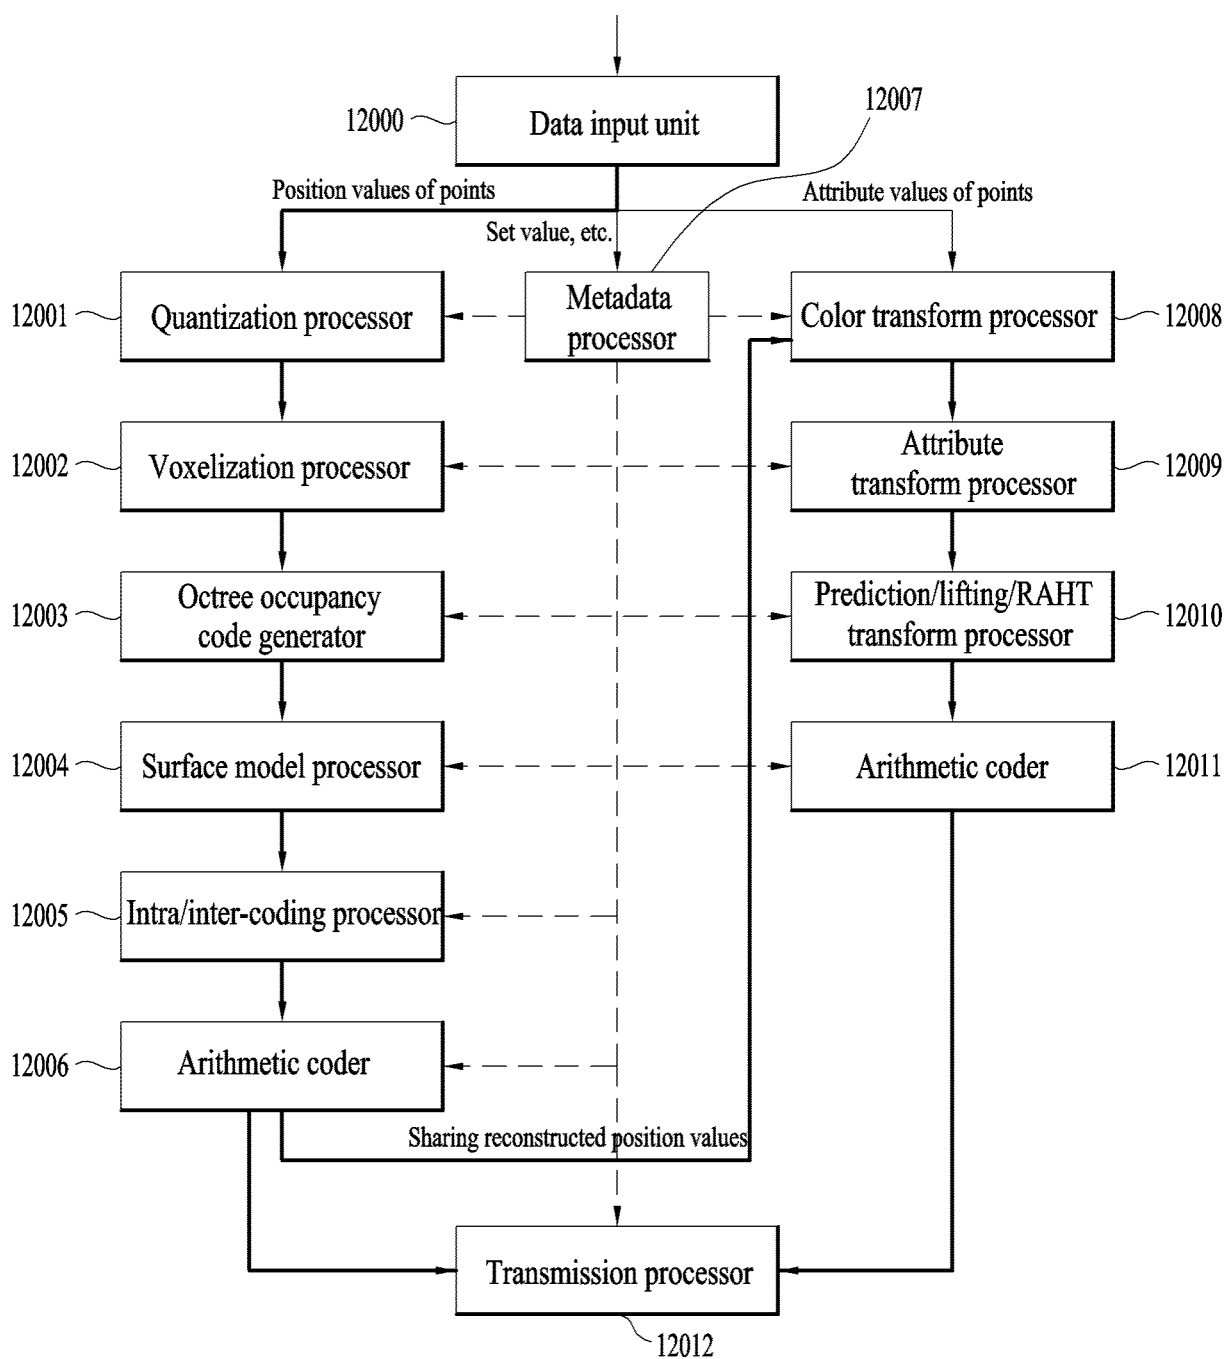 12000
Data input unit
12007
Position values of points
Attribute values of points
Set value, etc.
12001
Quantization processor
Metadata
processor
Color transform processor
12008
12002
Voxelization processor
Attribute
transform processor
12009
12003
Octree occupancy
code generator
Prediction/lifting/RAHT
transform processor
12010
12004
Surface model processor
Arithmetic coder
12011
12005
Intra/inter-coding processor
12006
Arithmetic coder
Sharing reconstructed position values
Transmission processor
12012